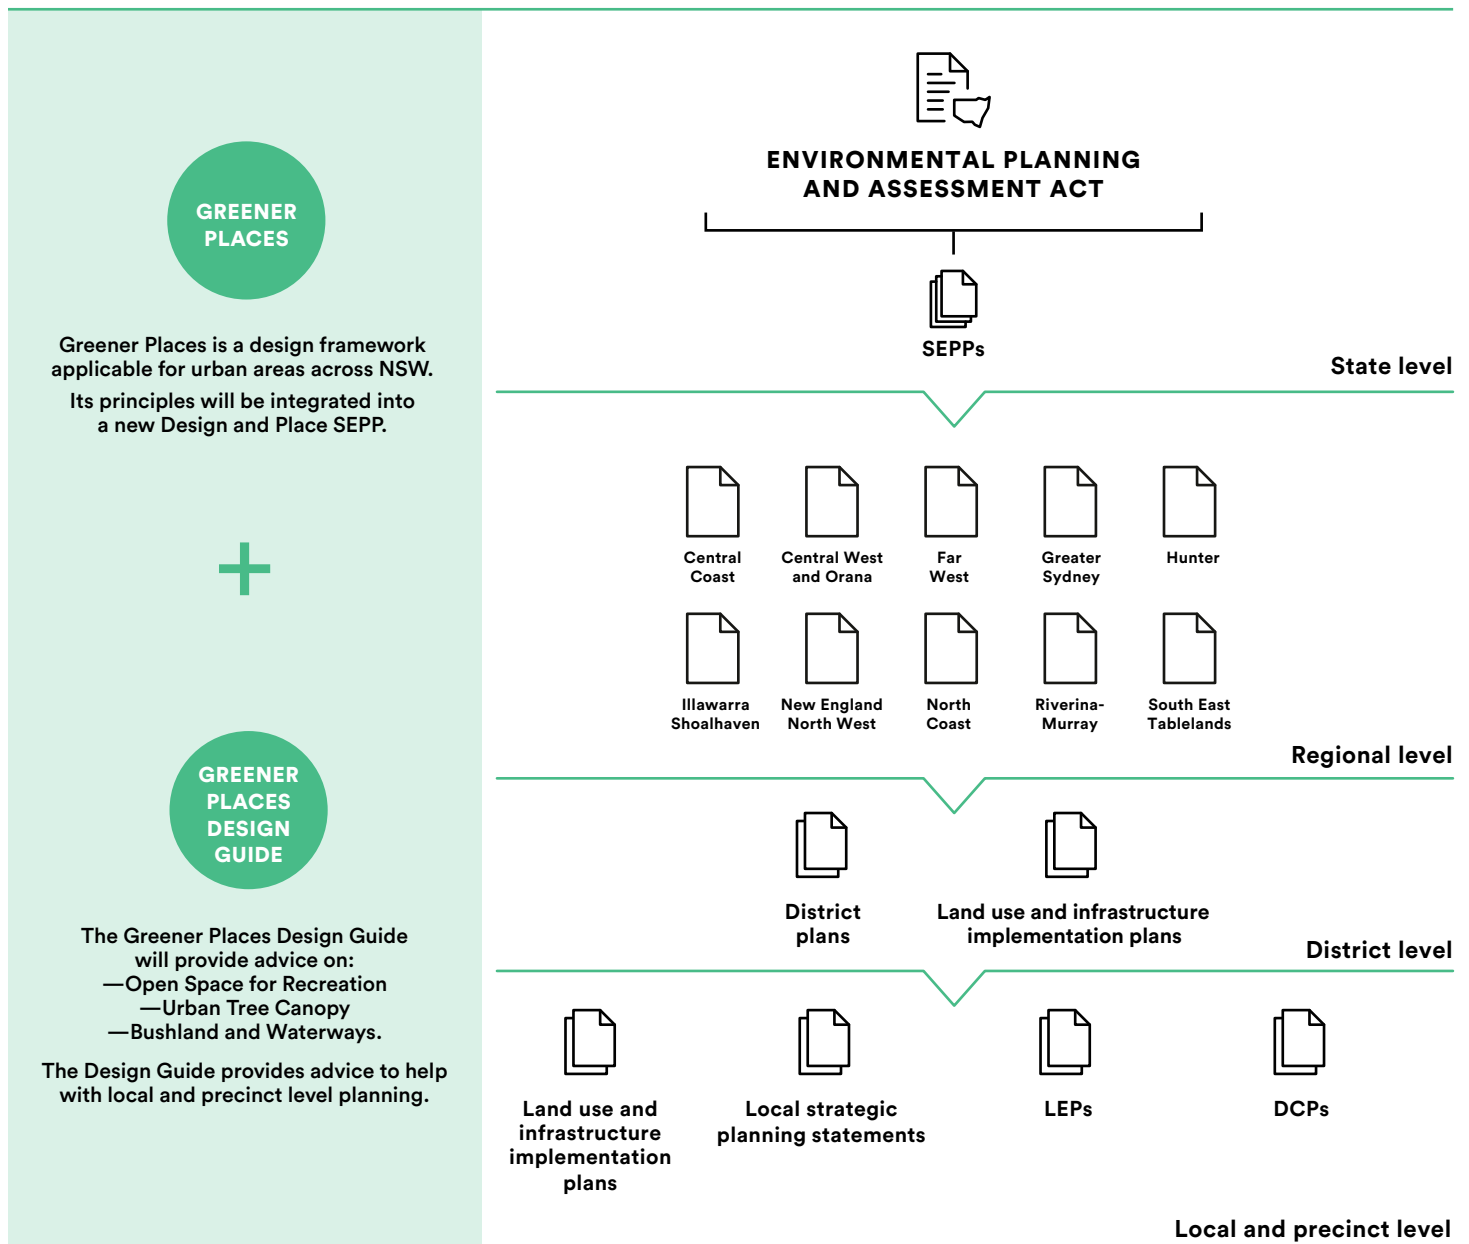 GREENER
PLACES
Greener Places is a design framework
applicable for urban areas across NSW.
Its principles will be integrated into
a new Design and Place SEPP.
+
GREENER
PLACES
DESIGN
GUIDE
The Greener Places Design Guide
will provide advice on:
—Open Space for Recreation
—Urban Tree Canopy
—Bushland and Waterways.
The Design Guide provides advice to help
with local and precinct level planning.
ENVIRONMENTAL PLANNING
AND ASSESSMENT ACT
SEPPs
State level
Central
Coast
Central West
and Orana
Far
West
Greater
Sydney
Hunter
Illawarra
Shoalhaven
New England
North West
North
Coast
Riverina-
Murray
South East
Tablelands
Regional level
District
plans
Land use and infrastructure
implementation plans
District level
Land use and
infrastructure
implementation
plans
Local strategic
planning statements
LEPs
DCPs
Local and precinct level